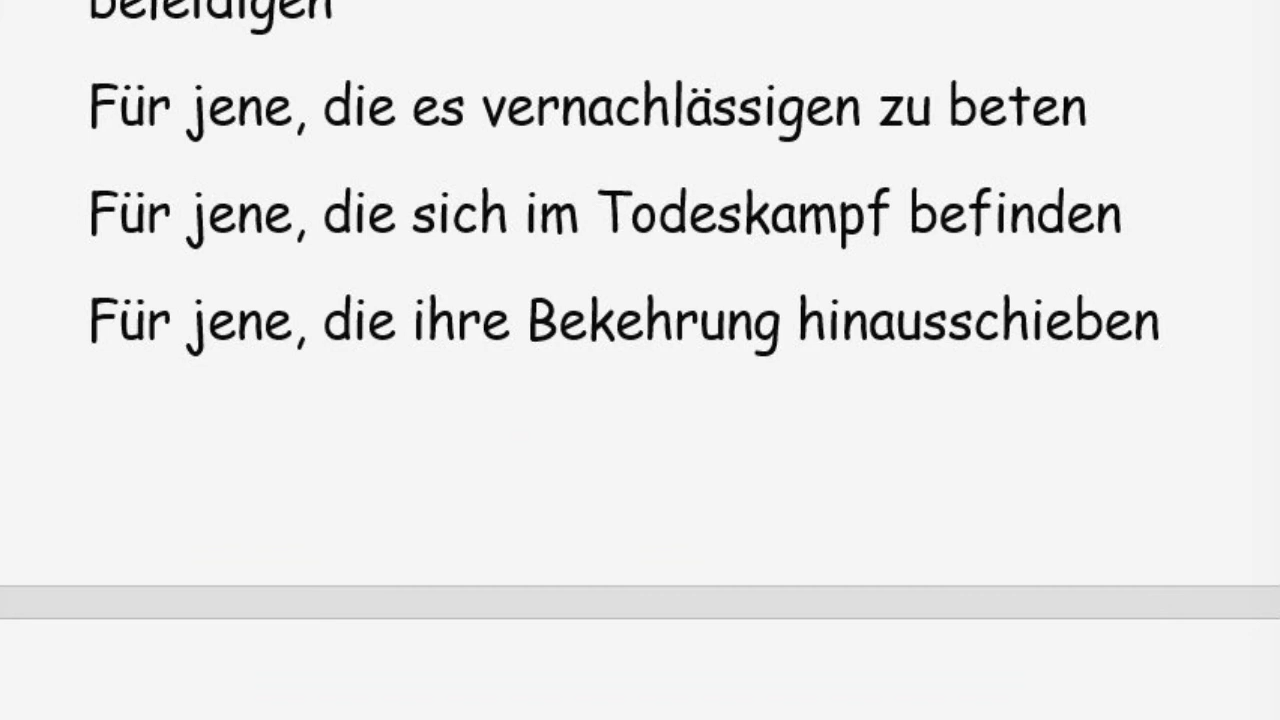 beleidigen
Für jene, die es vernachlässigen zu beten
Für jene, die sich im Todeskampf befinden
Für jene, die ihre Bekehrung hinausschieben